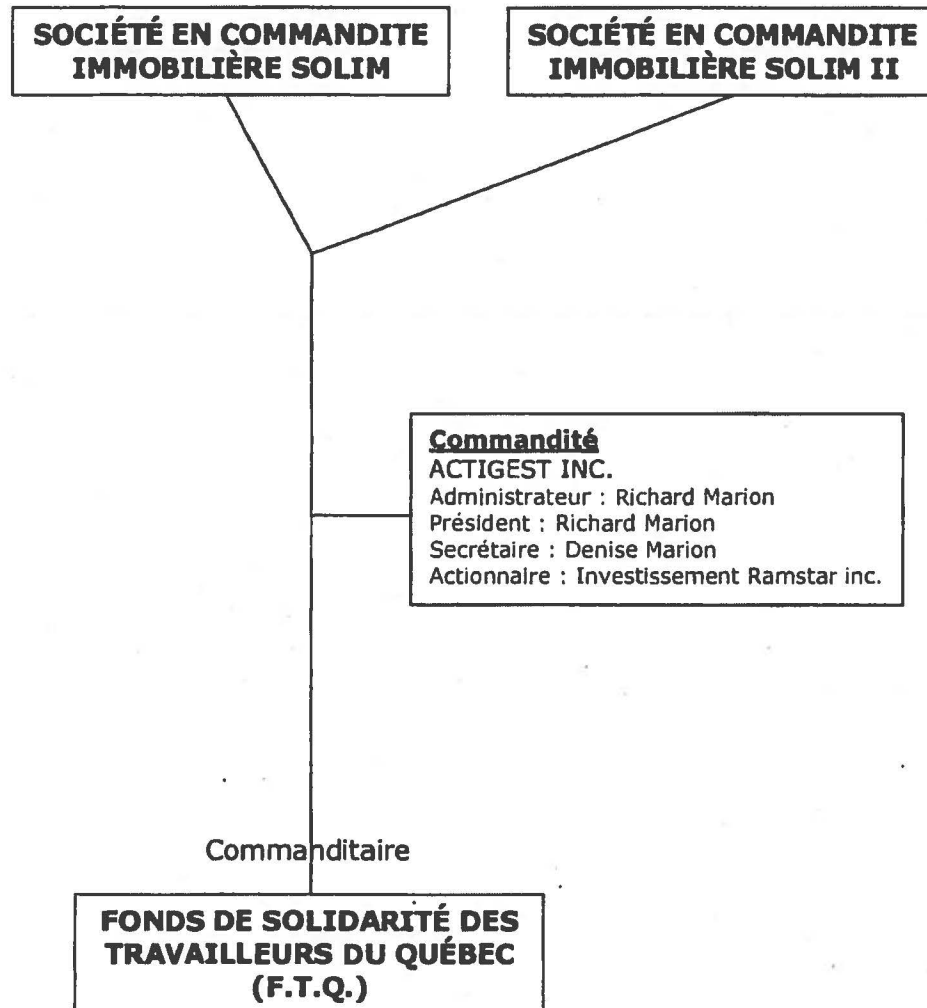 SOCIÉTÉ EN COMMANDITE
IMMOBILIÈRE SOLIM
SOCIÉTÉ EN COMMANDITE
IMMOBILIÈRE SOLIM II
Commandité
ACTIGEST INC.
Administrateur : Richard Marion
Président : Richard Marion
Secrétaire : Denise Marion
Actionnaire : Investissement Ramstar inc.
Commanditaire
FONDS DE SOLIDARITÉ DES
TRAVAILLEURS DU QUÉBEC
(F.T.Q.)